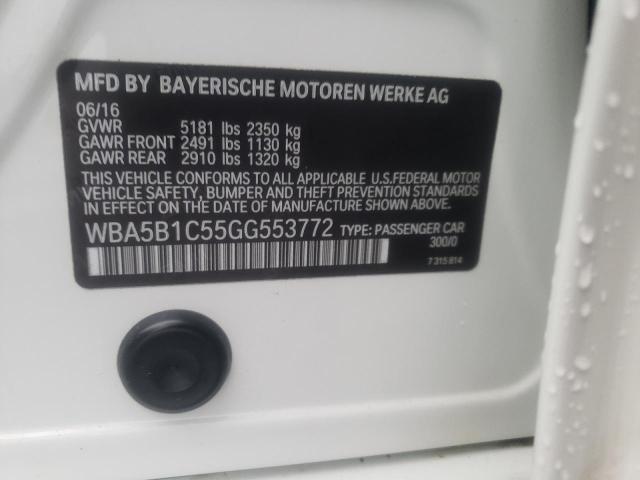 MFD BY BAYERISCHE MOTOREN WERKE AG
06/16
GVWR 5181 lbs 2350 kg
GAWR FRONT 2491 lbs 1130 kg
GAWR REAR 2910 lbs 1320 kg
THIS VEHICLE CONFORMS TO ALL APPLICABLE U.S.FEDERAL MOTOR
VEHICLE SAFETY, BUMPER AND THEFT PREVENTION STANDARDS
IN EFFECT ON THE DATE OF MANUFACTURE SHOWN ABOVE.
WBA5B1C55GG553772 TYPE: PASSENGER CAR
300/0
7 315 814